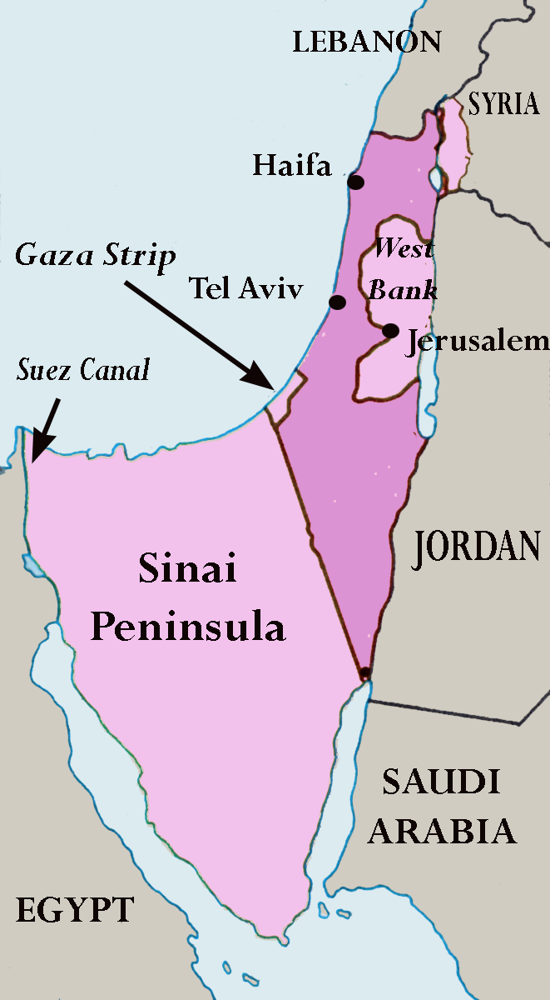 LEBANON
SYRIA
Haifa
Gaza Strip
West
Bank
Tel Aviv
Jerusalem
Suez Canal
JORDAN
Sinai
Peninsula
SAUDI
ARABIA
EGYPT